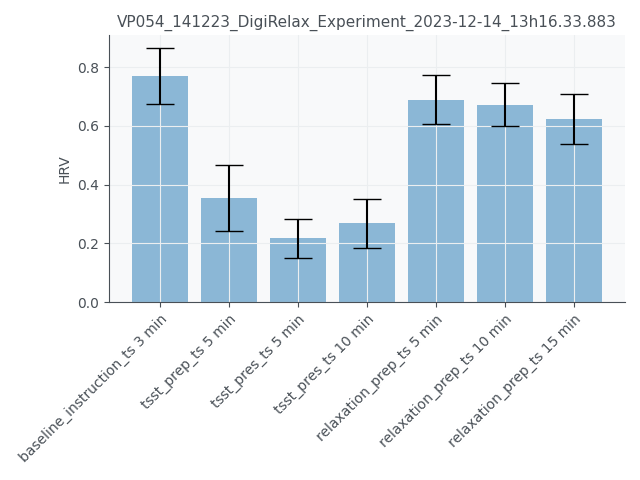 VP054_141223_DigiRelax_Experiment_2023-12-14_13h16.33.883
HRV
0.8
0.6
0.4
0.2
0.0
baseline_instruction_ts 3 min
tsst_prep_ts 5 min
tsst_pres_ts 5 min
tsst_pres_ts 10 min
relaxation_prep_ts 5 min
relaxation_prep_ts 10 min
relaxation_prep_ts 15 min